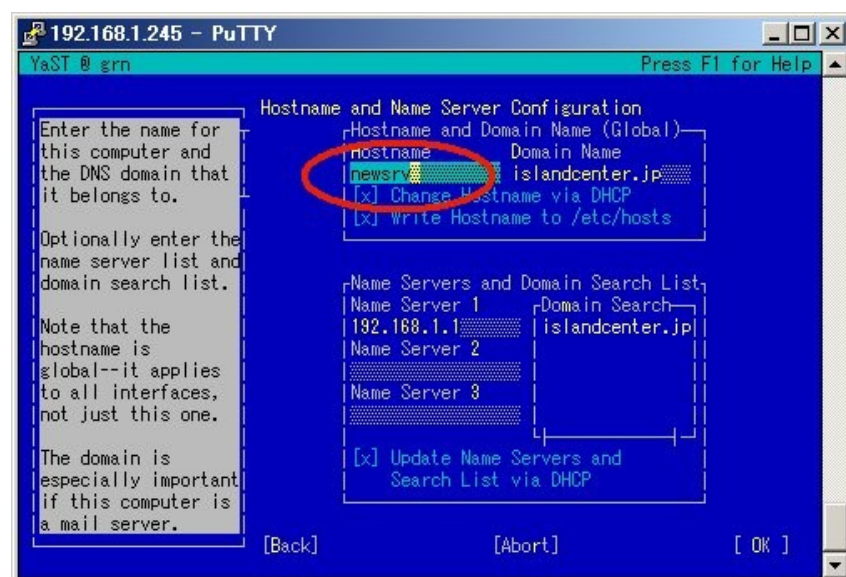 192.168.1.245 - PuTTY
YaST @ grn Press F1 for Help
Enter the name for
this computer and
the DNS domain that
it belongs to.
Optionally enter the
name server list and
domain search list.
Note that the
hostname is
global--it applies
to all interfaces,
not just this one.
The domain is
especially important
if this computer is
a mail server.
Hostname and Name Server Configuration
Hostname and Domain Name (Global)
Hostname Domain Name
newsrv islandcenter.jp
[x] Change Hostname via DHCP
[x] Write Hostname to /etc/hosts
Name Servers and Domain Search List
Name Server 1 Domain Search
192.168.1.1 islandcenter.jp
Name Server 2
Name Server 3
[x] Update Name Servers and
Search List via DHCP
[Back] [Abort] [ OK ]